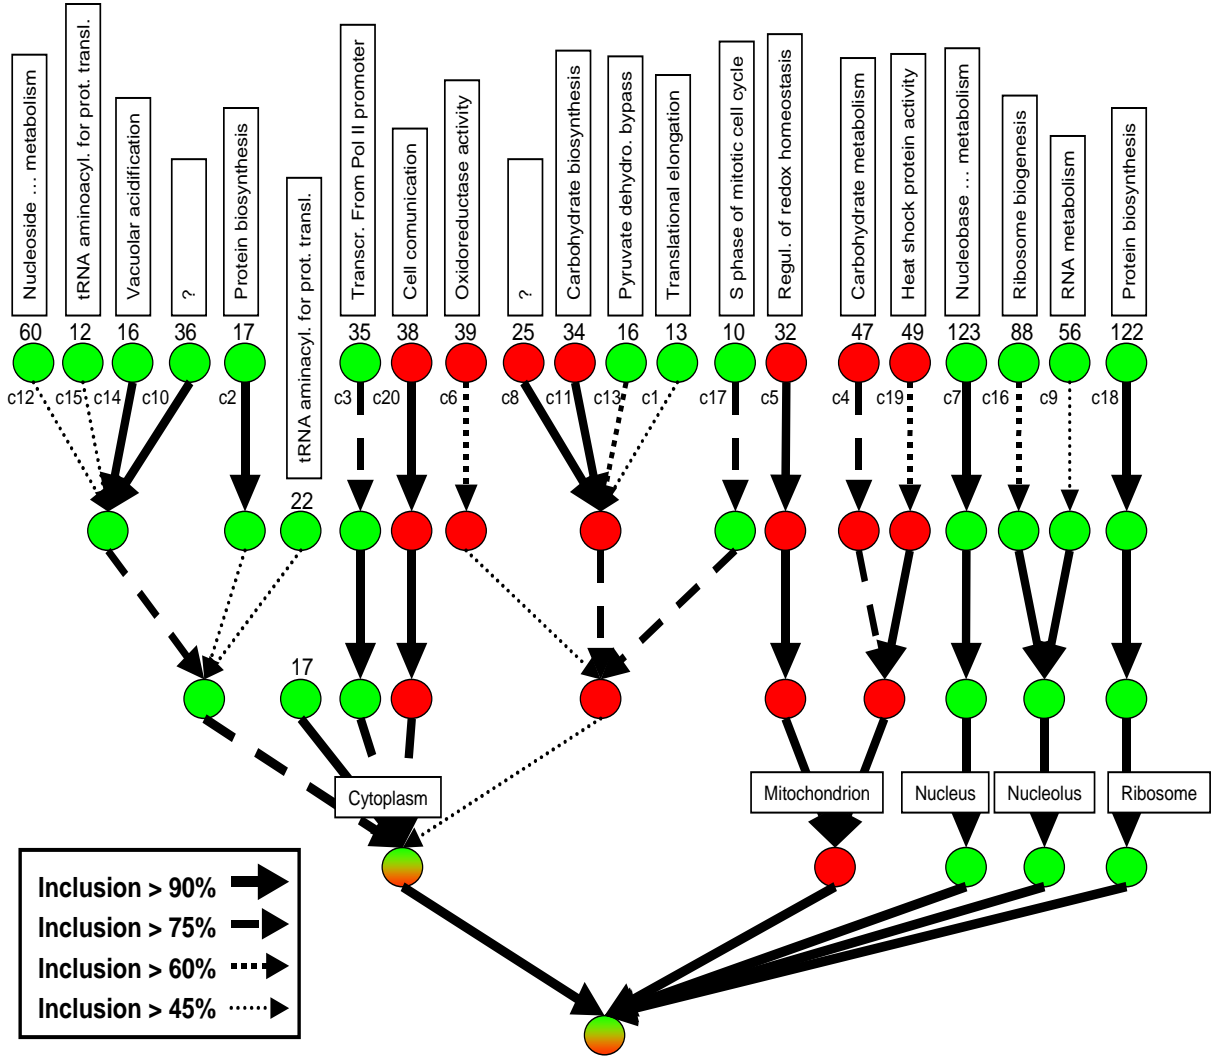 Nucleoside ... metabolism
tRNA aminoacyl. for prot. transl.
Vacuolar acidification
?
Protein biosynthesis
tRNA aminacyl. for prot. transl.
Transcr. From Pol II promoter
Cell comunication
Oxidoreductase activity
?
Carbohydrate biosynthesis
Pyruvate dehydro. bypass
Translational elongation
S phase of mitotic cell cycle
Regul. of redox homeostasis
Carbohydrate metabolism
Heat shock protein activity
Nucleobase ... metabolism
Ribosome biogenesis
RNA metabolism
Protein biosynthesis
60 12 16 36 17 35 38 39 25 34 16 13 10 32 47 49 123 88 56 122
c12 c15 c14 c10 c2 c3 c20 c6 c8 c11 c13 c1 c17 c5 c4 c19 c7 c16 c9 c18
22
17
Cytoplasm Mitochondrion Nucleus Nucleolus Ribosome
Inclusion > 90%
Inclusion > 75%
Inclusion > 60%
Inclusion > 45%